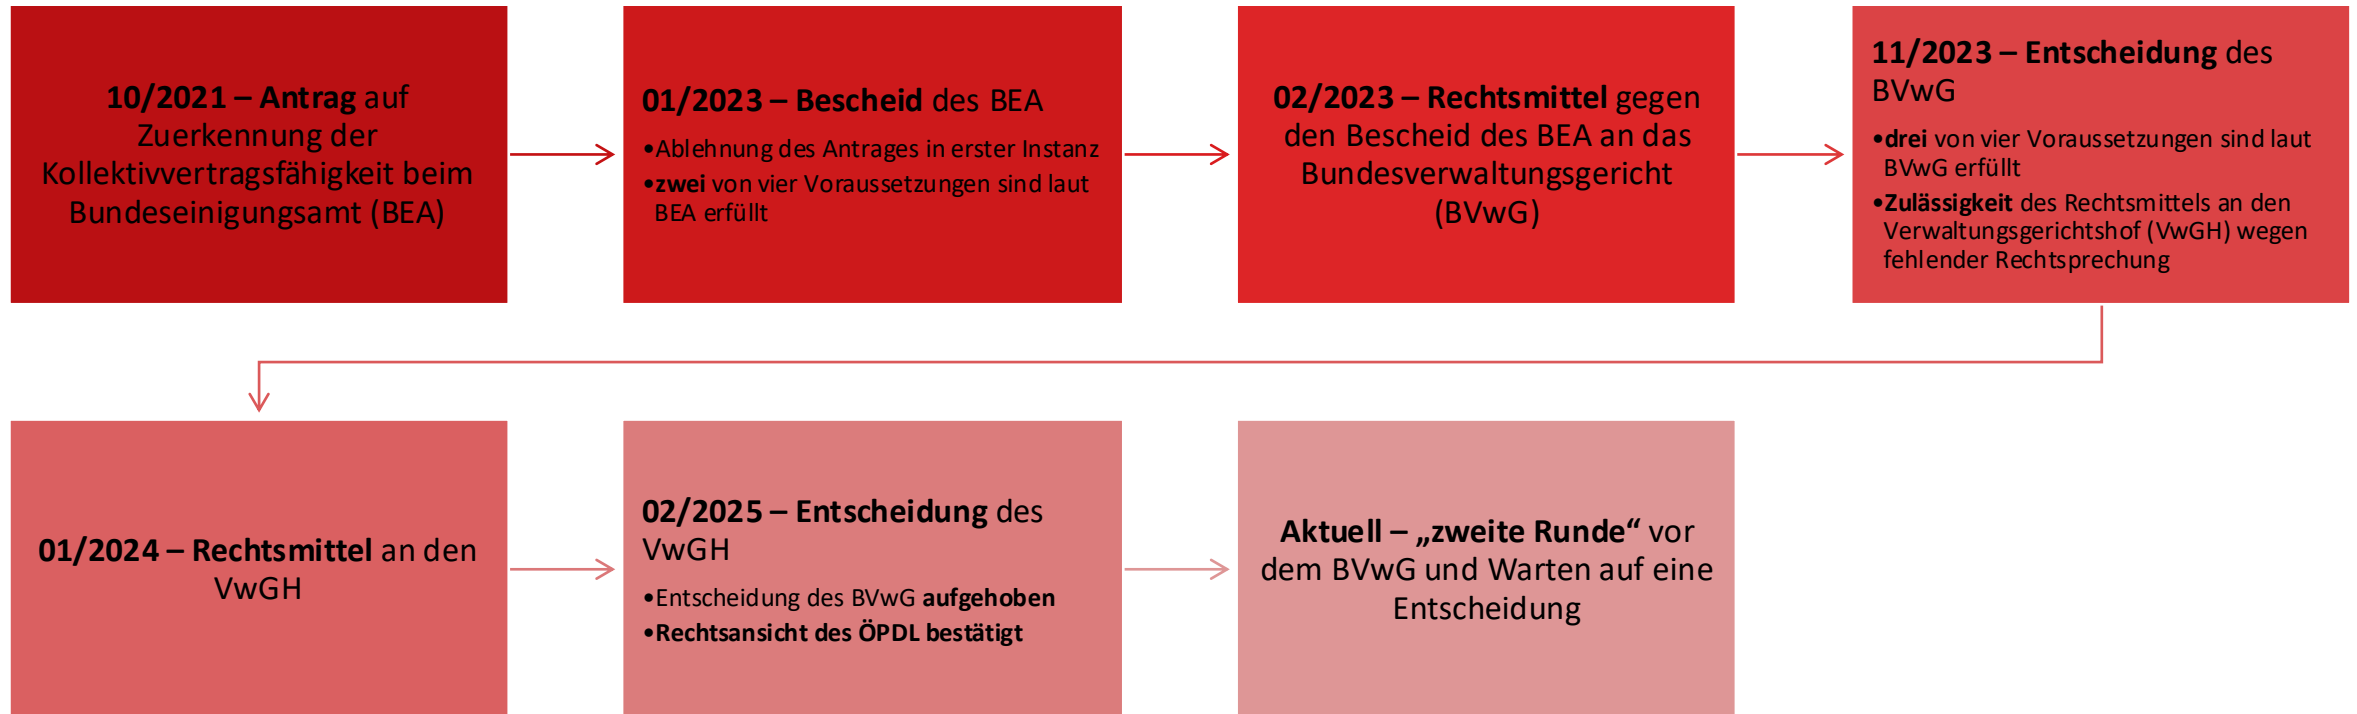 10/2021 – Antrag auf
Zuerkennung der
Kollektivvertragsfähigkeit beim
Bundeseinigungsamt (BEA)
01/2023 – Bescheid des BEA
•Ablehnung des Antrages in erster Instanz
•zwei von vier Voraussetzungen sind laut
BEA erfüllt
02/2023 – Rechtsmittel gegen
den Bescheid des BEA an das
Bundesverwaltungsgericht
(BVwG)
11/2023 – Entscheidung des
BVwG
•drei von vier Voraussetzungen sind laut
BVwG erfüllt
•Zulässigkeit des Rechtsmittels an den
Verwaltungsgerichtshof (VwGH) wegen
fehlender Rechtsprechung
01/2024 – Rechtsmittel an den
VwGH
02/2025 – Entscheidung des
VwGH
•Entscheidung des BVwG aufgehoben
•Rechtsansicht des ÖPDL bestätigt
Aktuell – „zweite Runde“ vor
dem BVwG und Warten auf eine
Entscheidung